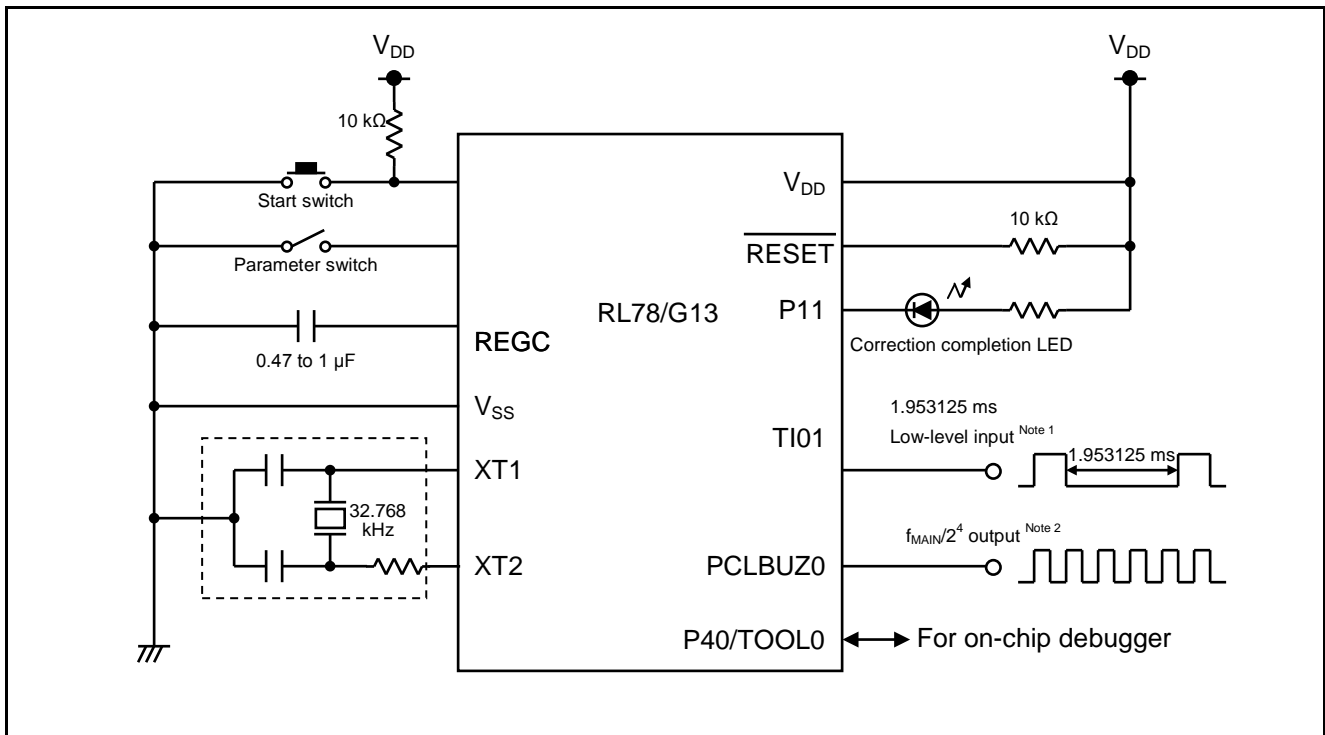 VDD
10 kΩ
Start switch
Parameter switch
0.47 to 1 µF
REGC
VSS
XT1
32.768
kHz
XT2
RL78/G13
VDD
VDD
10 kΩ
RESET
P11
Correction completion LED
1.953125 ms
Low-level input Note 1
TI01
1.953125 ms
fMAIN/2⁴ output Note 2
PCLBUZ0
P40/TOOL0
For on-chip debugger